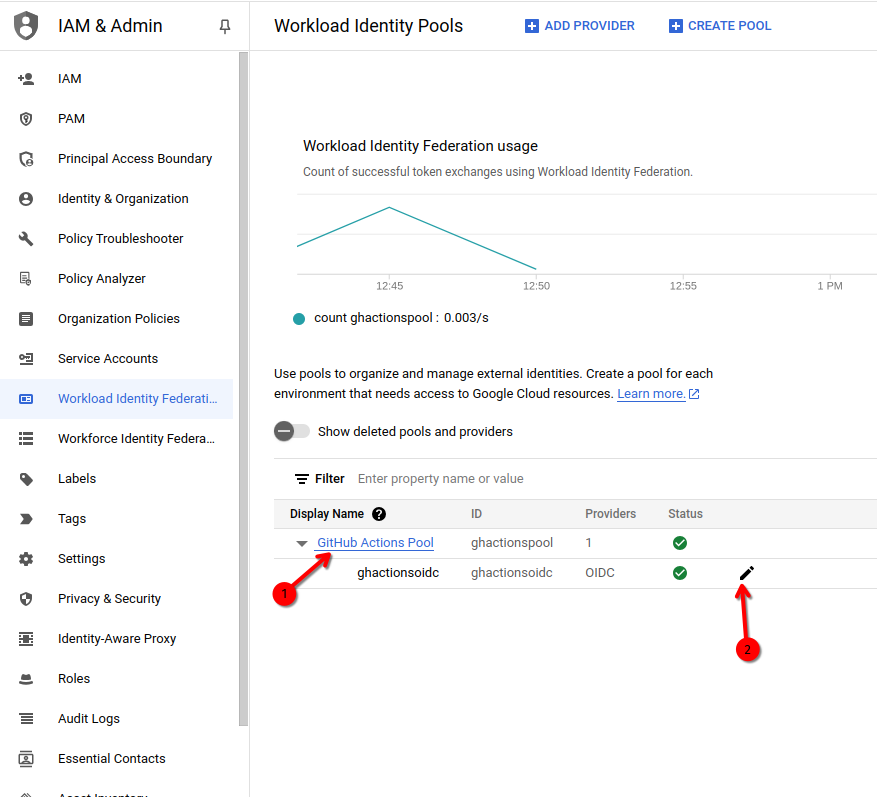 IAM & Admin
Workload Identity Pools
ADD PROVIDER
CREATE POOL
IAM
PAM
Principal Access Boundary
Identity & Organization
Policy Troubleshooter
Policy Analyzer
Organization Policies
Service Accounts
Workload Identity Federati...
Workforce Identity Federa...
Labels
Tags
Settings
Privacy & Security
Identity-Aware Proxy
Roles
Audit Logs
Essential Contacts
Asset Inventory
Workload Identity Federation usage
Count of successful token exchanges using Workload Identity Federation.
12:45 12:50 12:55 1 PM
count ghactionspool : 0.003/s
Use pools to organize and manage external identities. Create a pool for each
environment that needs access to Google Cloud resources. Learn more.
Show deleted pools and providers
Filter Enter property name or value
Display Name ? ID Providers Status
GitHub Actions Pool ghactionspool 1
ghactionsoidc ghactionsoidc OIDC
1
2